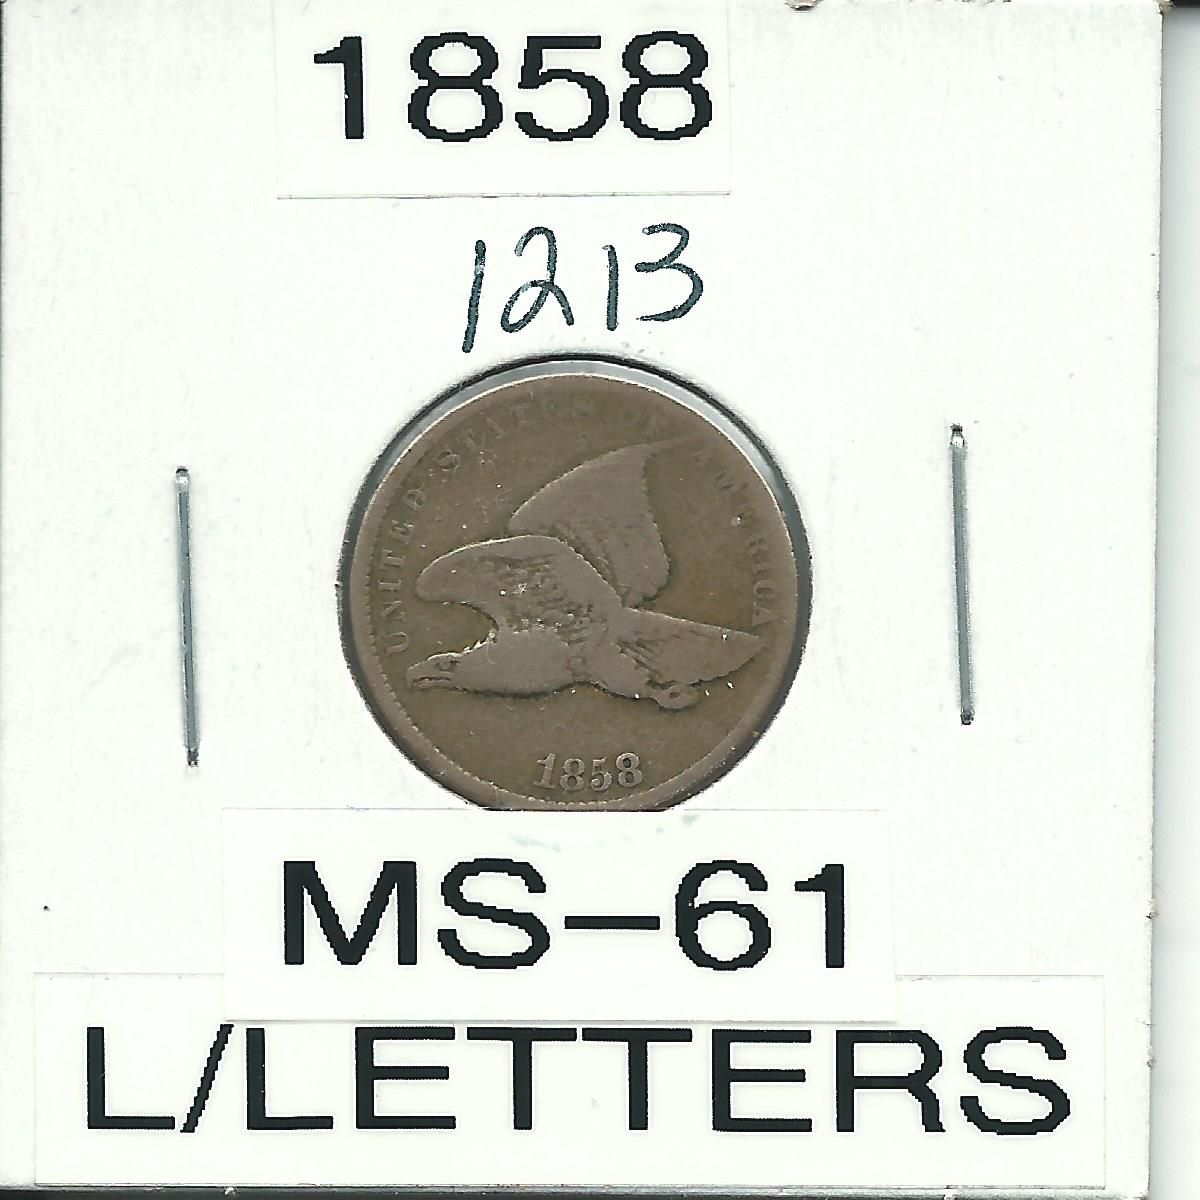 1858
1213
UNITED STATES OF AMERICA
1858
MS-61
L/LETTERS